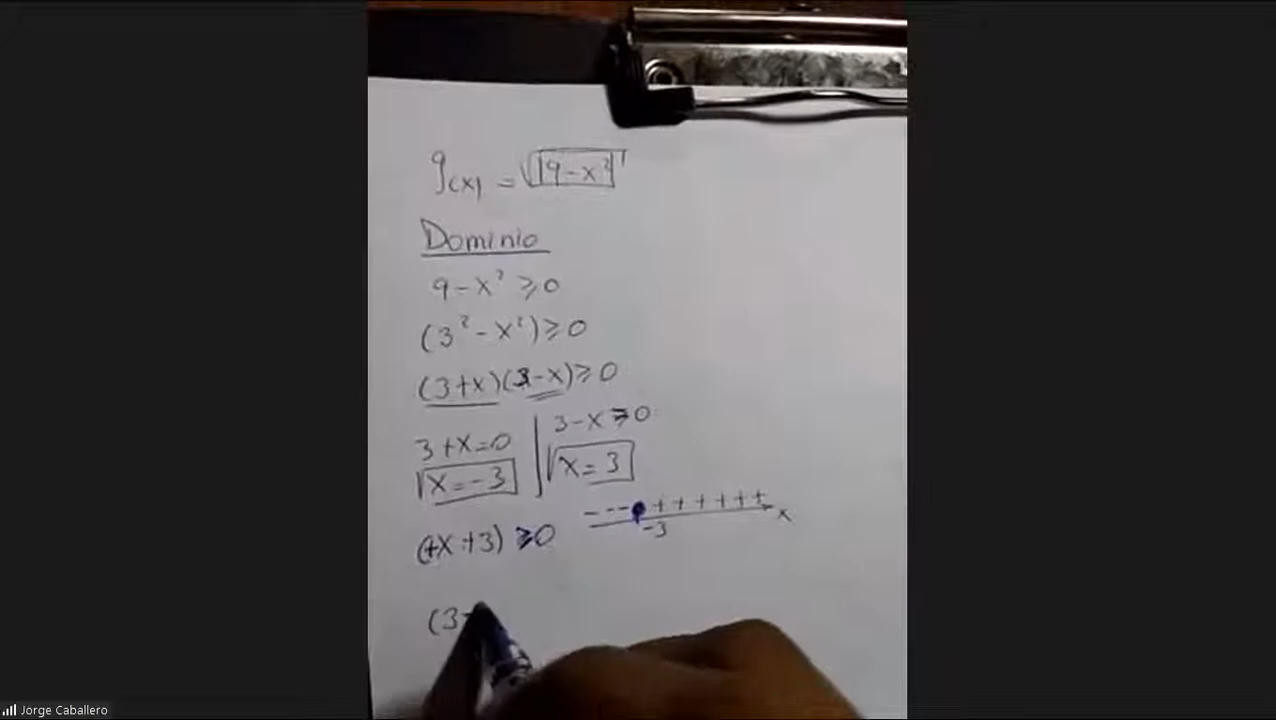 g(x) = √9-x²
Dominio
9-x² ≥0
(3²-x²)≥0
(3+x)(3-x)≥0
3+x=0
x=-3
3-x≥0
x=3
(+x+3) ≥0
---+++++++
-3
x
(3-
Jorge Caballero